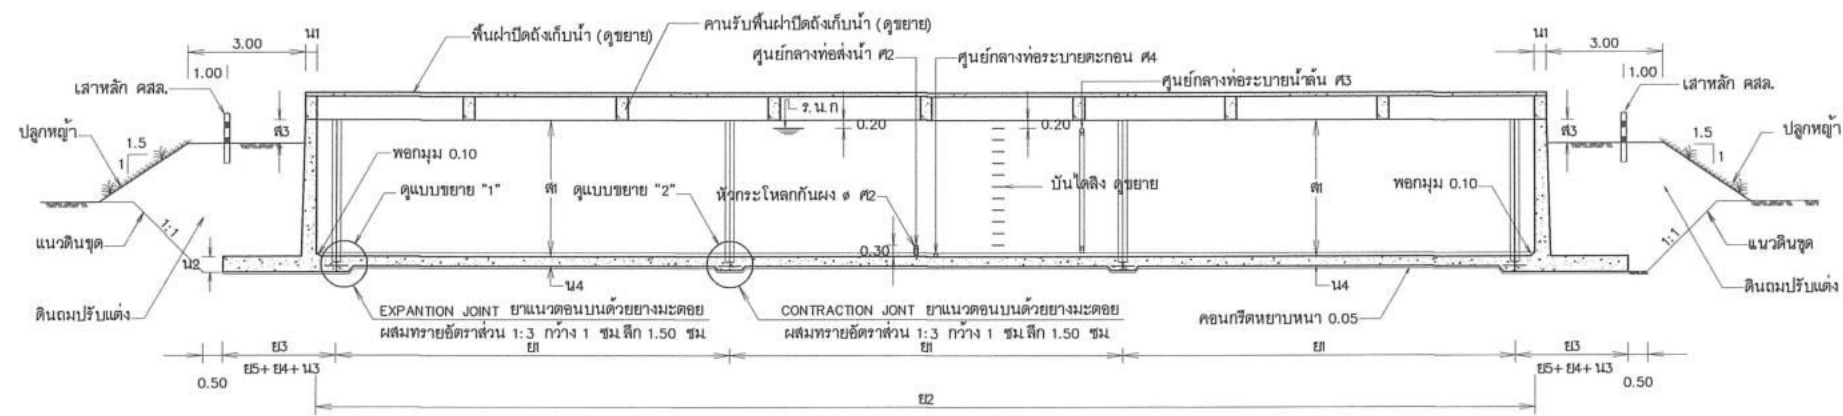 พื้นฝาปิดถังเก็บน้ำ (ดูขยาย)
คานรับพื้นฝาปิดถังเก็บน้ำ (ดูขยาย)
ศูนย์กลางท่อส่งน้ำ ศ2
ศูนย์กลางท่อระบายตะกอน ศ4
ศูนย์กลางท่อระบายน้ำล้น ศ3
3.00
น1
น1
3.00
1.00
1.00
เสาหลัก คสล.
เสาหลัก คสล.
ร.น.ก
ส3
0.20
0.20
ส3
ปลูกหญ้า
ปลูกหญ้า
1.5
1
1.5
1
พอกมุม 0.10
ดูแบบขยาย "1"
ส1
ดูแบบขยาย "2"
หัวกระโหลกกันผง ø ศ2
บันไดลิง ดูขยาย
ส1
พอกมุม 0.10
แนวดินขุด
1:1
1:1
แนวดินขุด
น2
0.30
ดินถมปรับแต่ง
น4
น4
ดินถมปรับแต่ง
EXPANTION JOINT ยาแนวตอนบนด้วยยางมะตอย
ผสมทรายอัตราส่วน 1:3 กว้าง 1 ซม.ลึก 1.50 ซม.
CONTRACTION JONT ยาแนวตอนบนด้วยยางมะตอย
ผสมทรายอัตราส่วน 1:3 กว้าง 1 ซม.ลึก 1.50 ซม.
คอนกรีตหยาบหนา 0.05
ย3
ย1
ย1
ย1
ย3
ย5+ย4+น3
ย5+ย4+น3
0.50
0.50
ย2